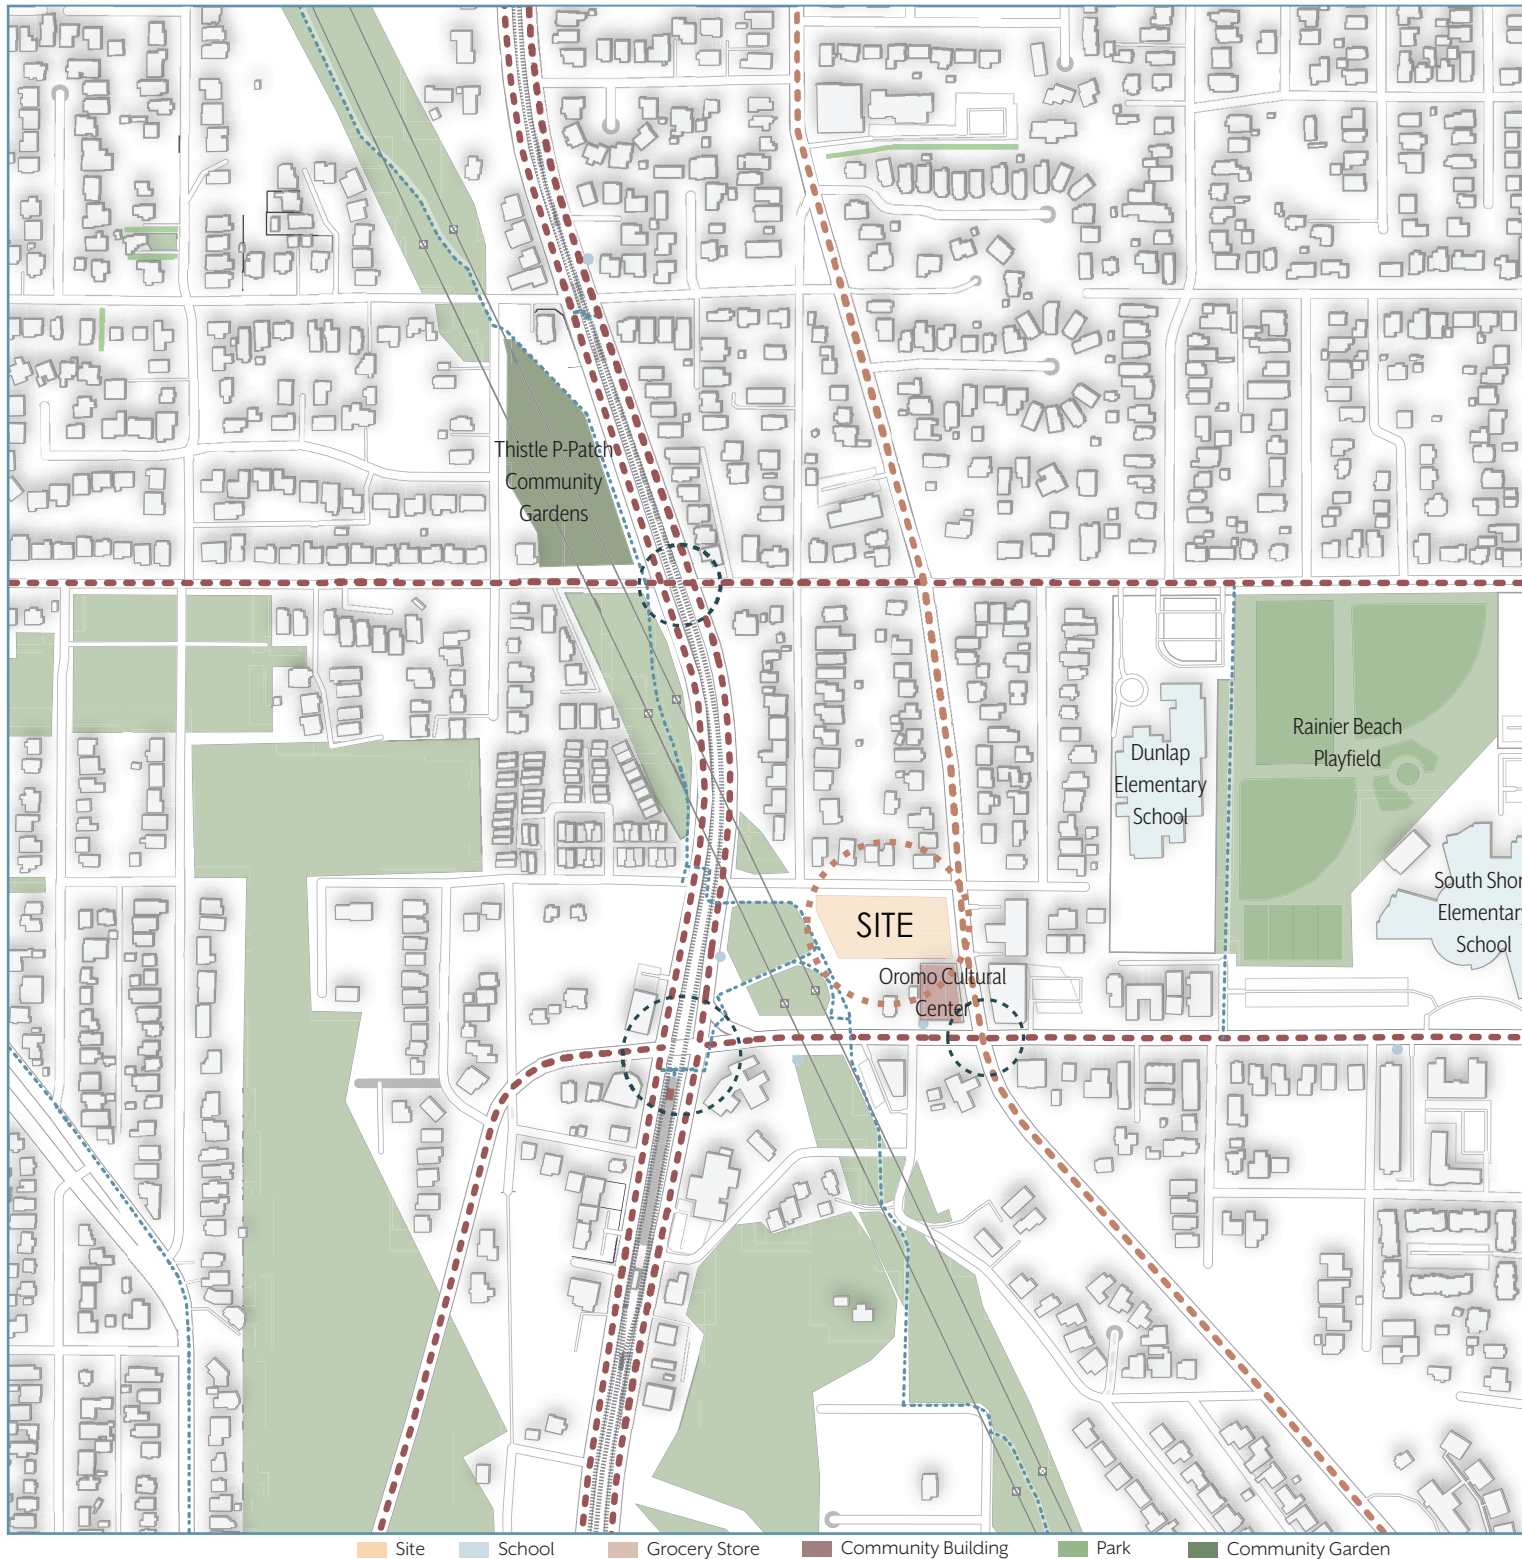 Thistle P-Patch
Community
Gardens
Rainier Beach
Playfield
Dunlap
Elementary
School
South Shor
Elementar
School
SITE
Oromo Cultural
Center
Site
School
Grocery Store
Community Building
Park
Community Garden